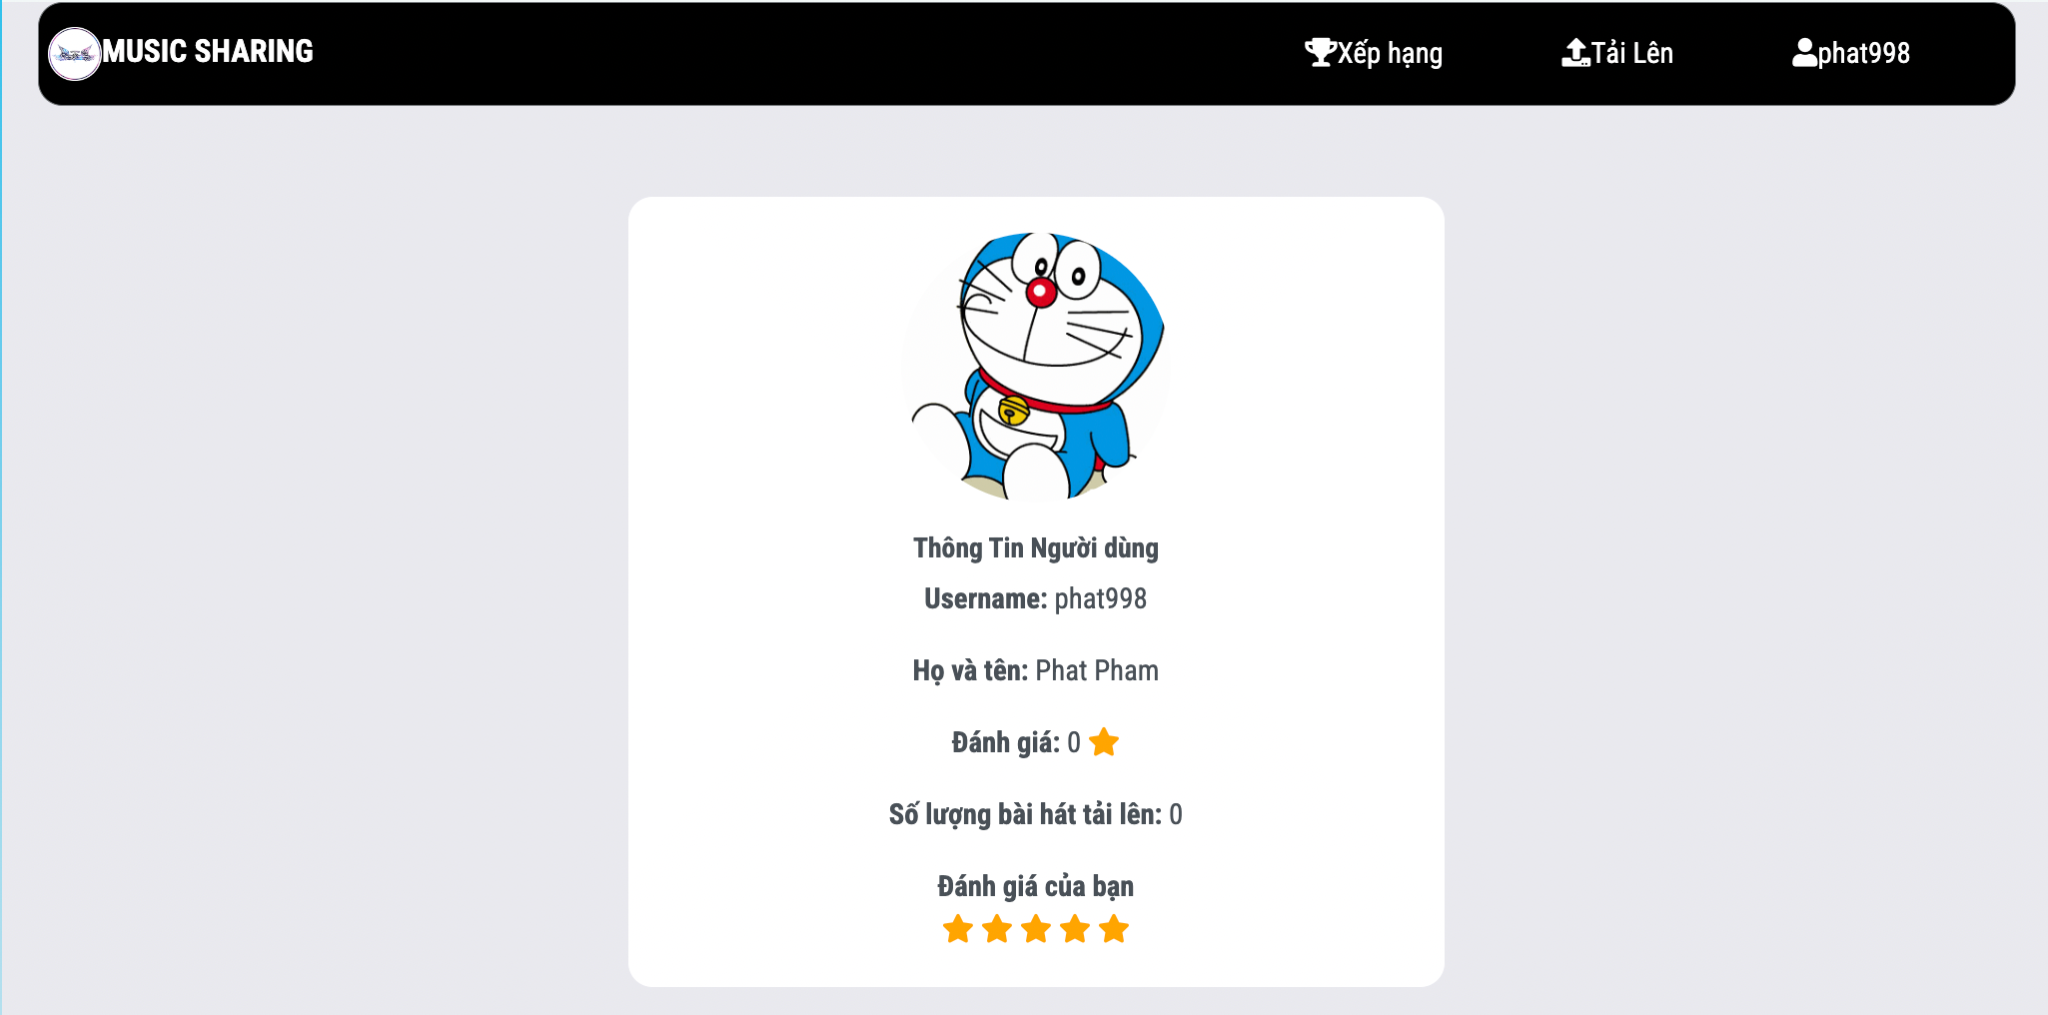 MUSIC SHARING
Xếp hạng
Tải Lên
phat998
Thông Tin Người dùng
Username: phat998
Họ và tên: Phat Pham
Đánh giá: 0
Số lượng bài hát tải lên: 0
Đánh giá của bạn